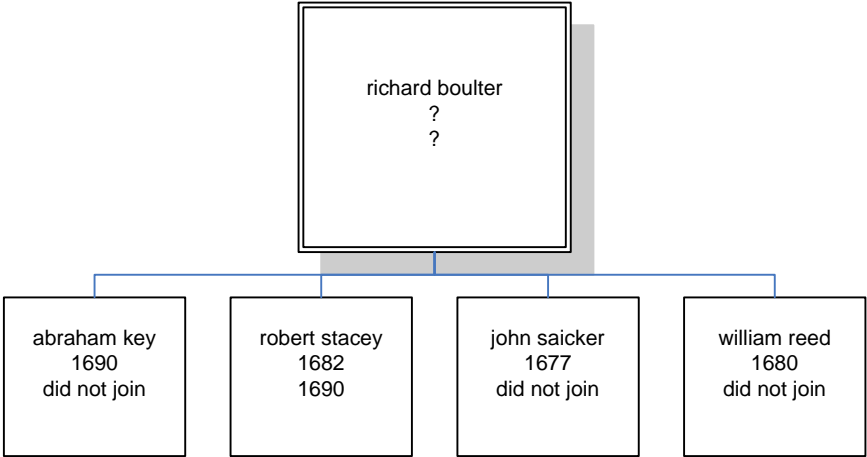 richard boulter
?
?
abraham key
1690
did not join
robert stacey
1682
1690
john saicker
1677
did not join
william reed
1680
did not join